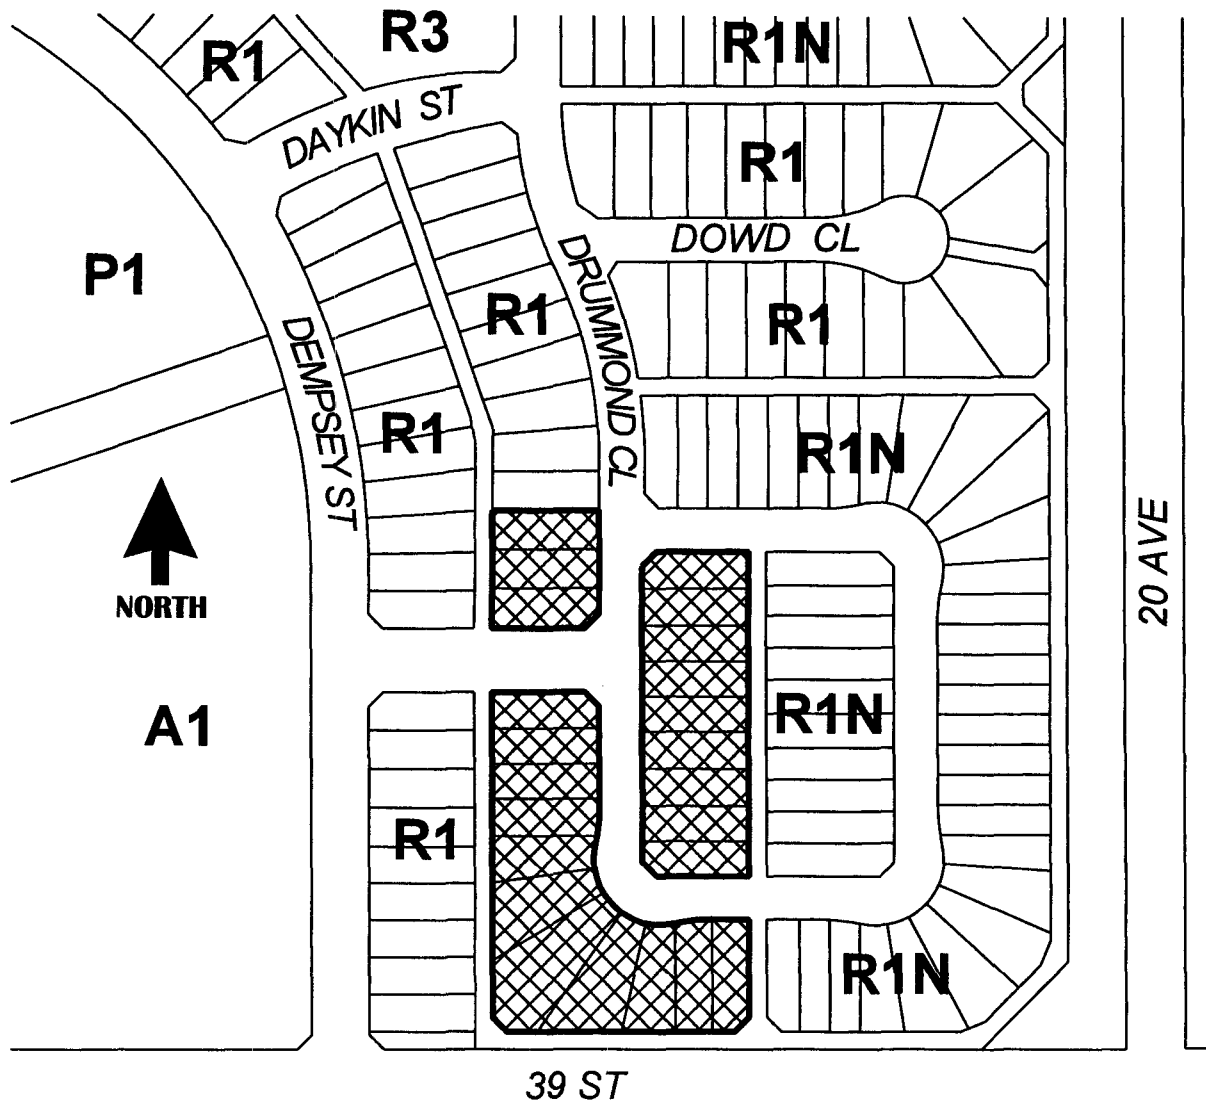 R3
R1N
R1
DAYKIN ST
R1
DOWD CL
P1
DRUMMOND CL
R1
R1
DEMPSEY ST
R1
R1N
20 AVE
NORTH
A1
R1N
R1
R1N
39 ST